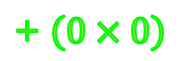 + (0 × 0)